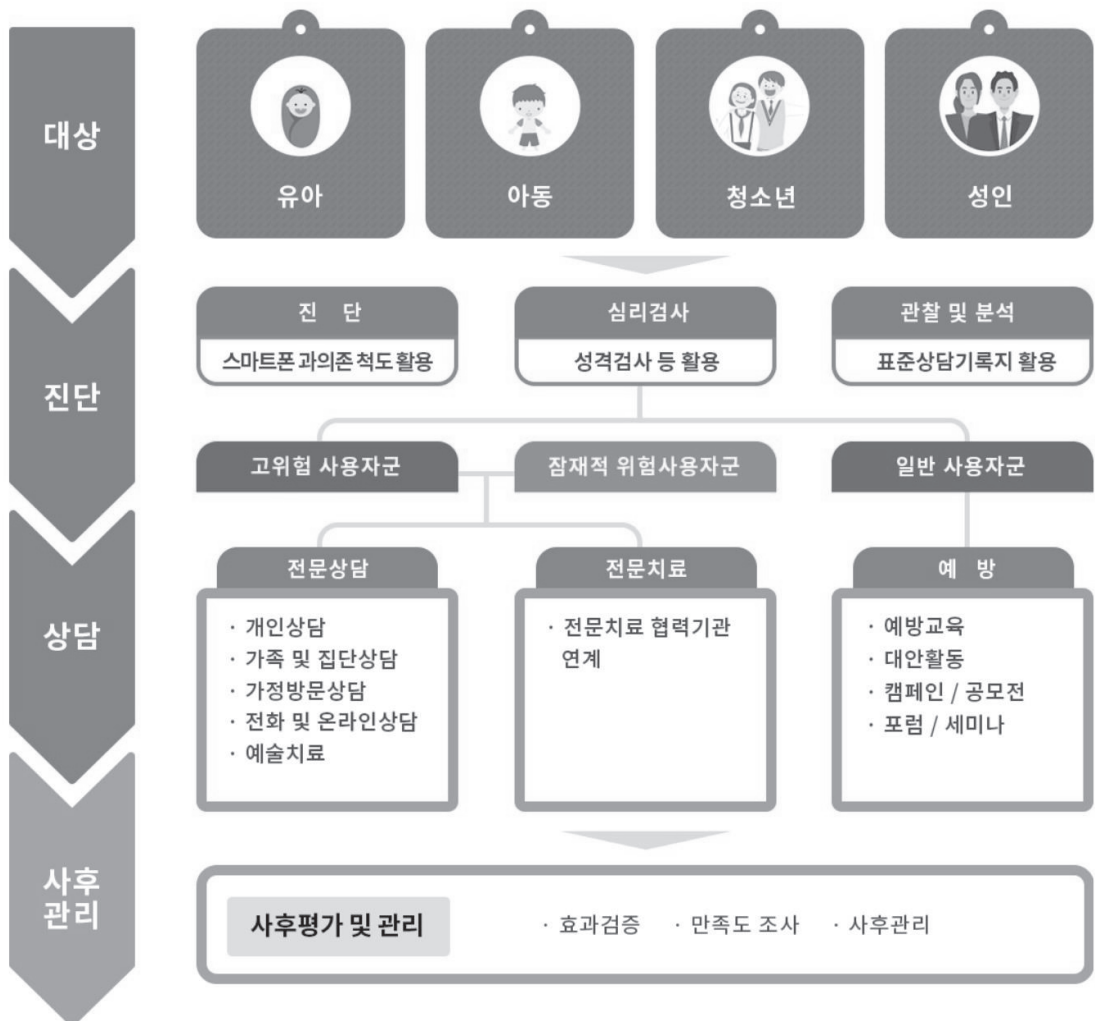 대상
유아
아동
청소년
성인
진단
진 단
스마트폰 과의존 척도 활용
심리검사
성격검사 등 활용
관찰 및 분석
표준상담기록지 활용
고위험 사용자군
잠재적 위험사용자군
일반 사용자군
상담
전문상담
· 개인상담
· 가족 및 집단상담
· 가정방문상담
· 전화 및 온라인상담
· 예술치료
전문치료
· 전문치료 협력기관
연계
예 방
· 예방교육
· 대안활동
· 캠페인 / 공모전
· 포럼 / 세미나
사후
관리
사후평가 및 관리
· 효과검증 · 만족도 조사 · 사후관리